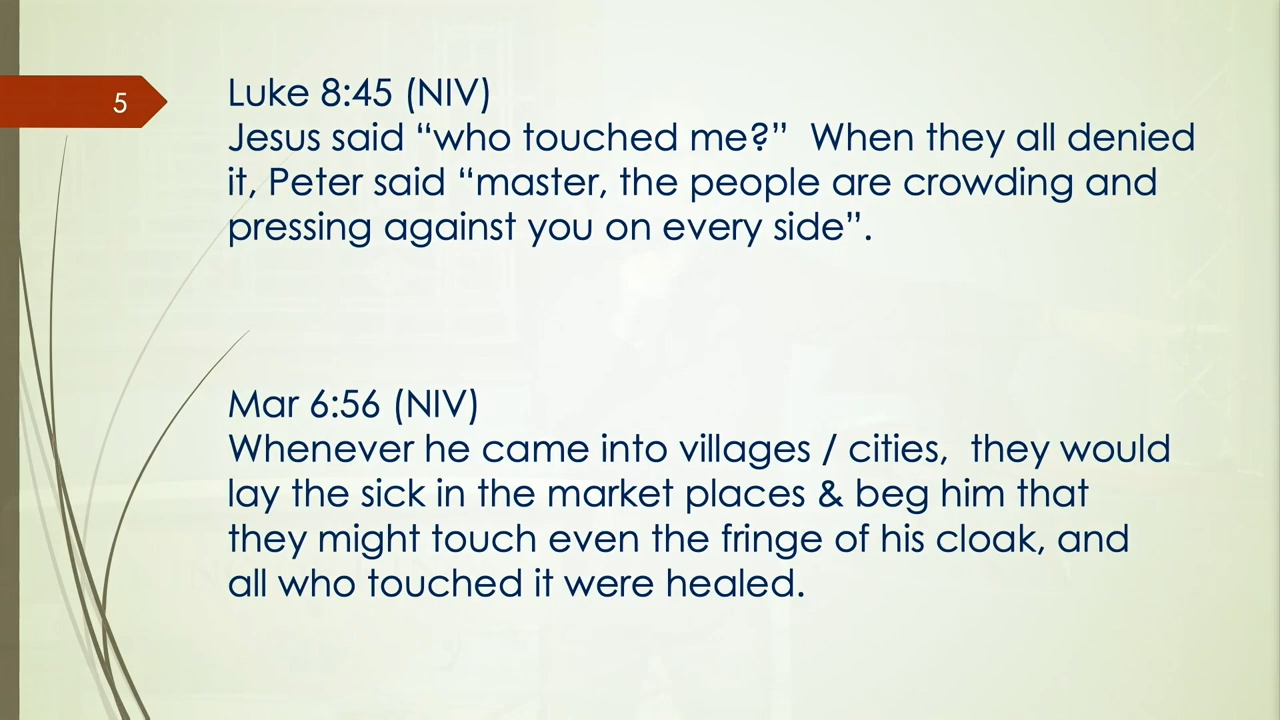 5
Luke 8:45 (NIV)
Jesus said “who touched me?”  When they all denied
it, Peter said “master, the people are crowding and
pressing against you on every side”.
Mar 6:56 (NIV)
Whenever he came into villages / cities,  they would
lay the sick in the market places & beg him that
they might touch even the fringe of his cloak, and
all who touched it were healed.